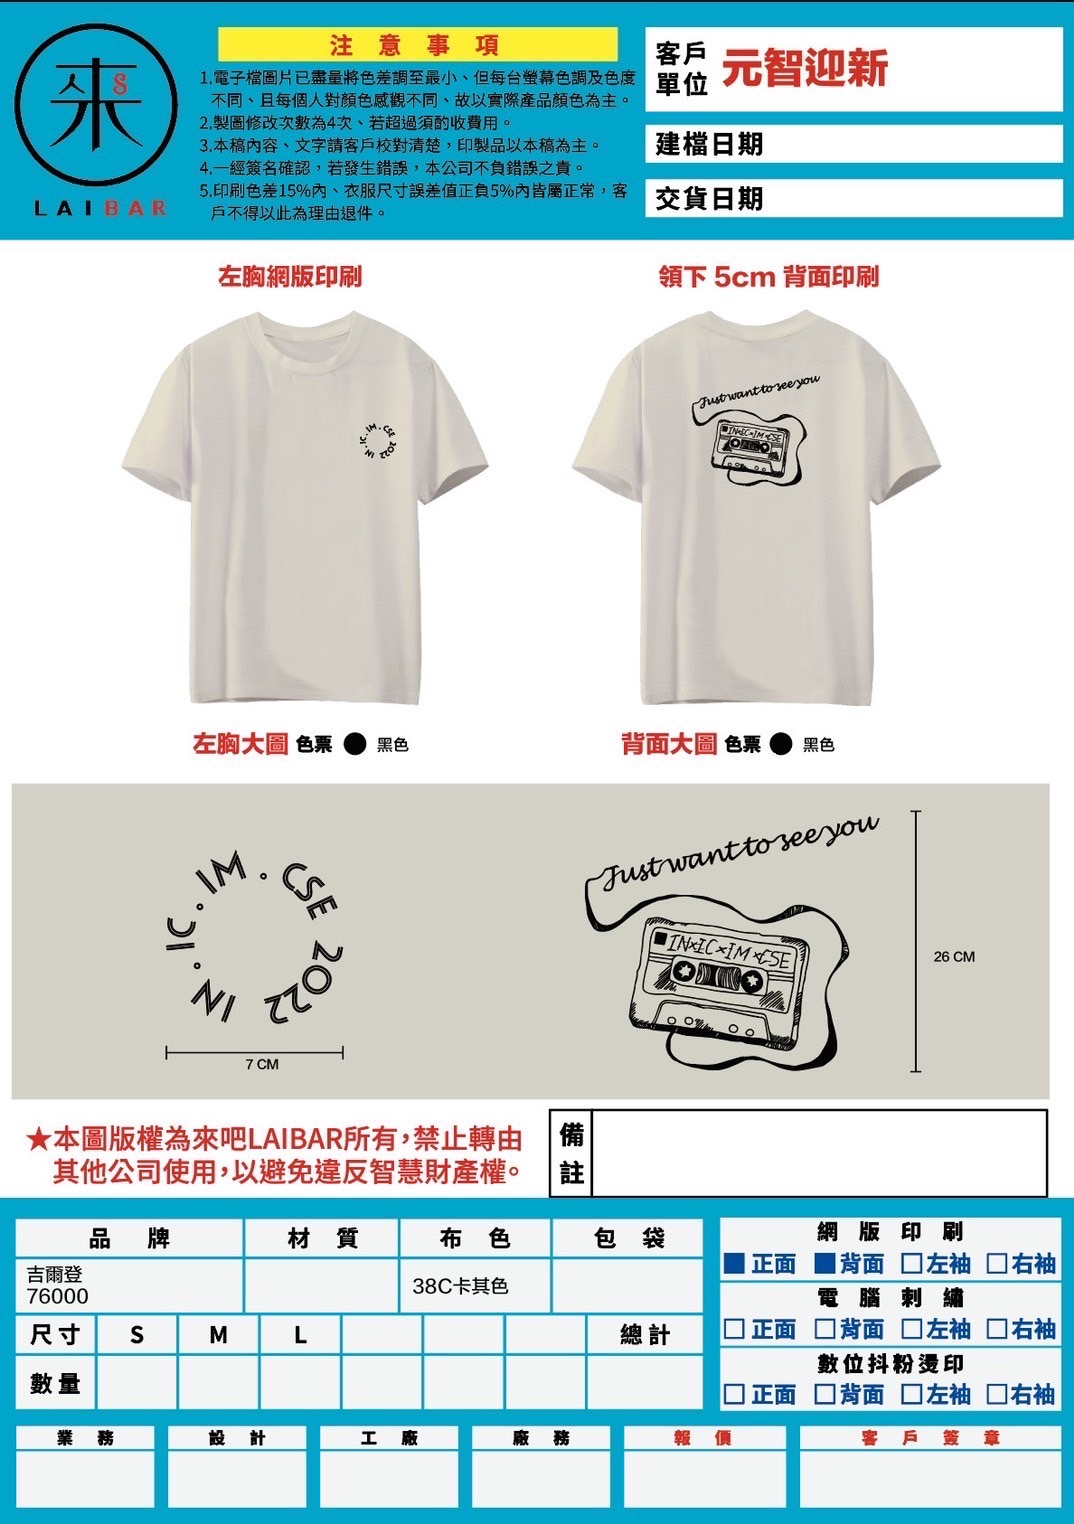 來
S
LAIBAR
注意事項
1.電子檔圖片已盡量將色差調至最小、但每台螢幕色調及色度
不同、且每個人對顏色感觀不同、故以實際產品顏色為主。
2,製圖修改次數為4次、若超過須酌收費用。
3.本稿內容、文字請客戶校對清楚，印製品以本稿為主。
4.一經簽名確認，若發生錯誤，本公司不負錯誤之責。
5.印刷色差15%內、衣服尺寸誤差值正負5%內皆屬正常，客
戶不得以此為理由退件。
客戶
單位
元智迎新
建檔日期
交貨日期
左胸網版印刷
領下 5cm 背面印刷
IN.IC.IM.CSE 2022
Just want to see you
IN×IC×IM×CSE
左胸大圖 色票 黑色
背面大圖 色票 黑色
IN.IC.IM.CSE 2022
7 CM
Just want to see you
IN×IC×IM×CSE
26 CM
★本圖版權為來吧LAIBAR所有，禁止轉由
其他公司使用，以避免違反智慧財產權。
備
註
品牌 材質 布色 包袋
吉爾登
76000
38C卡其色
尺寸 S M L 總計
數量
網版印刷
■正面 ■背面 □左袖 □右袖
電腦刺繡
□正面 □背面 □左袖 □右袖
數位抖粉燙印
□正面 □背面 □左袖 □右袖
業務 設計 工廠 廠務 報價 客戶簽章